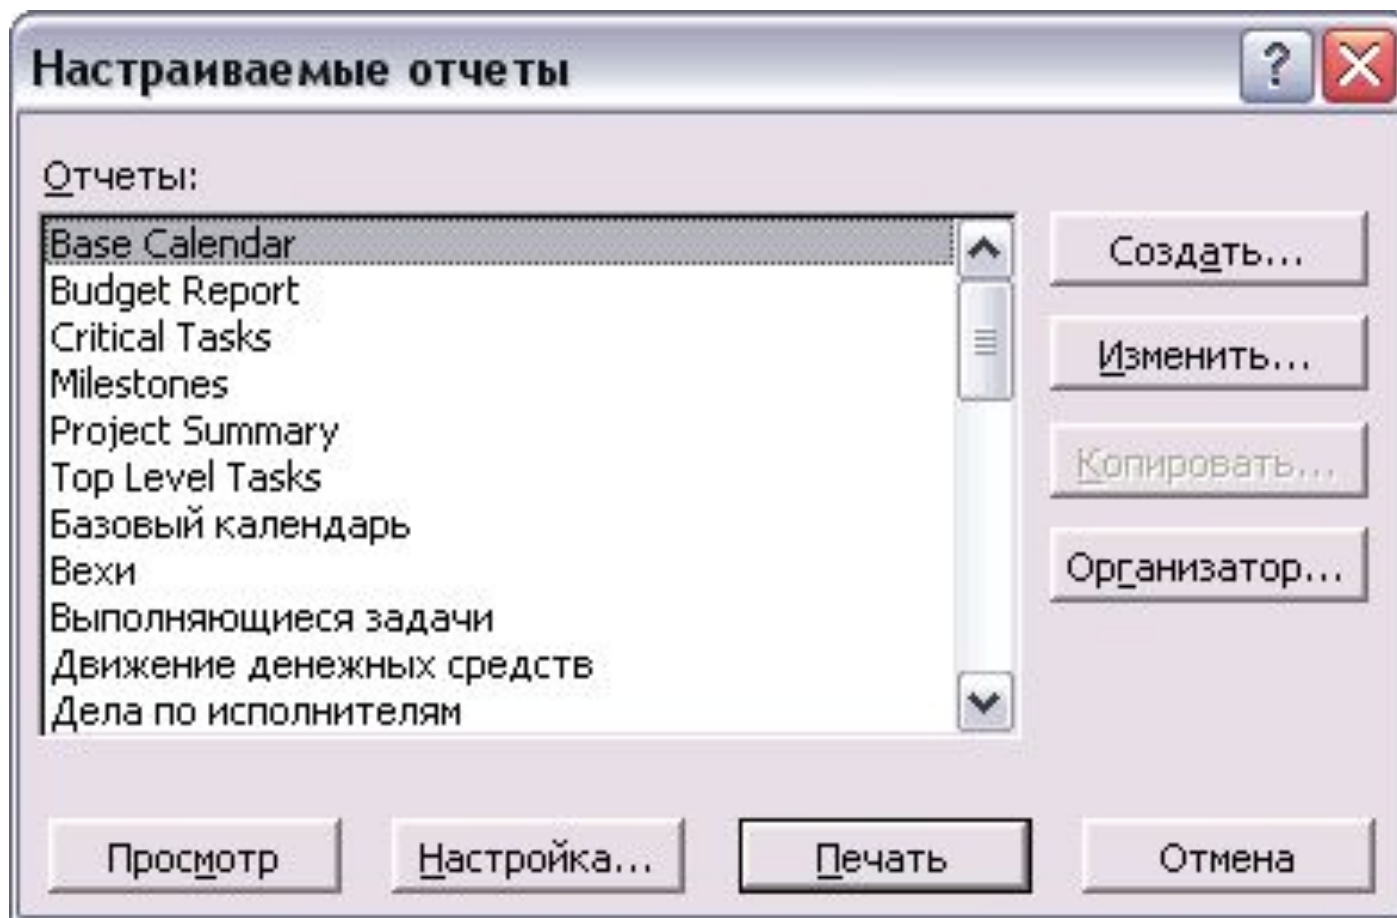 Настраиваемые отчеты
Отчеты:
Base Calendar
Budget Report
Critical Tasks
Milestones
Project Summary
Top Level Tasks
Базовый календарь
Вехи
Выполняющиеся задачи
Движение денежных средств
Дела по исполнителям
Создать...
Изменить...
Копировать...
Организатор...
Просмотр
Настройка...
Печать
Отмена